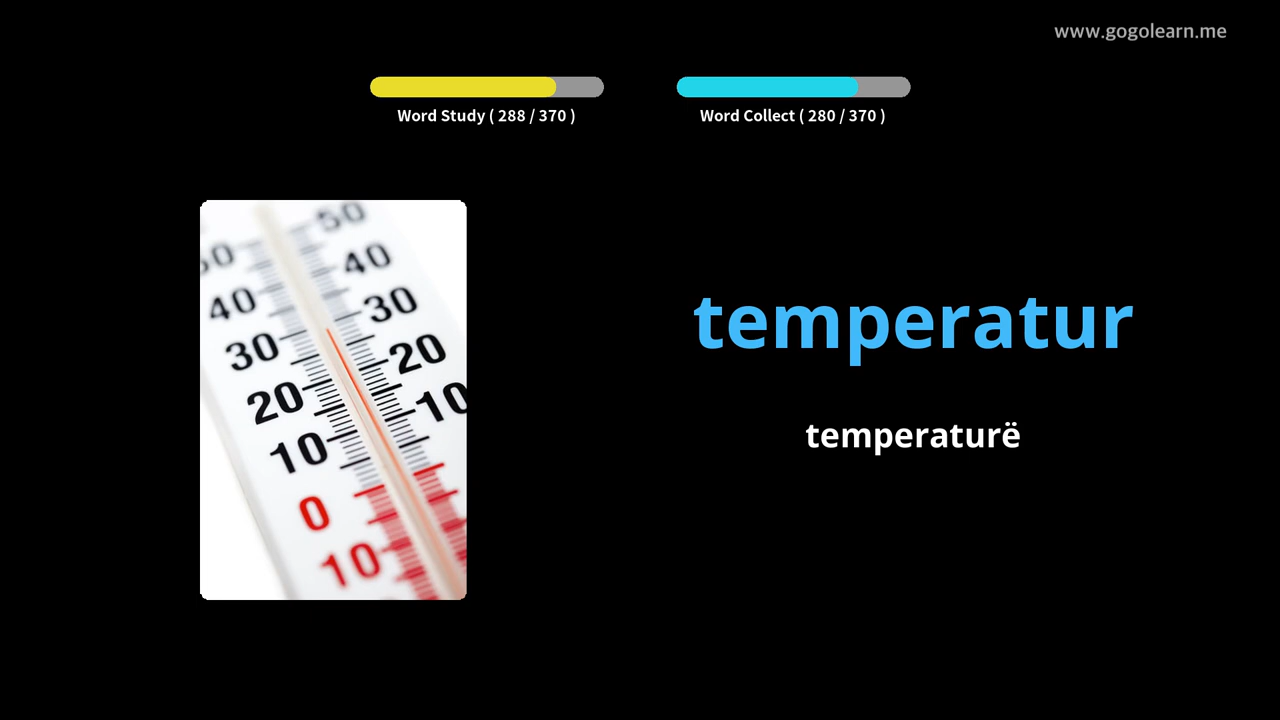 www.gogolearn.me
Word Study ( 288 / 370 )
Word Collect ( 280 / 370 )
50
50
40
40
30
30
20
20
10
10
0
10
temperatur
temperaturë